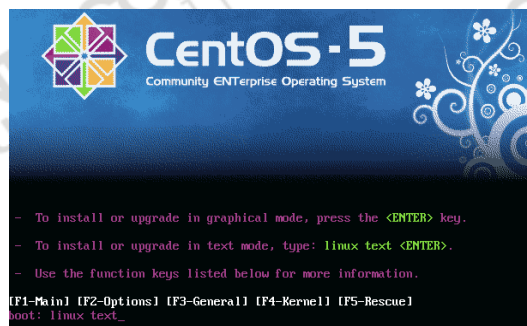 CentOS-5
Community ENTerprise Operating System
- To install or upgrade in graphical mode, press the <ENTER> key.
- To install or upgrade in text mode, type: linux text <ENTER>.
- Use the function keys listed below for more information.
[F1-Main] [F2-Options] [F3-General] [F4-Kernel] [F5-Rescue]
boot: linux text_